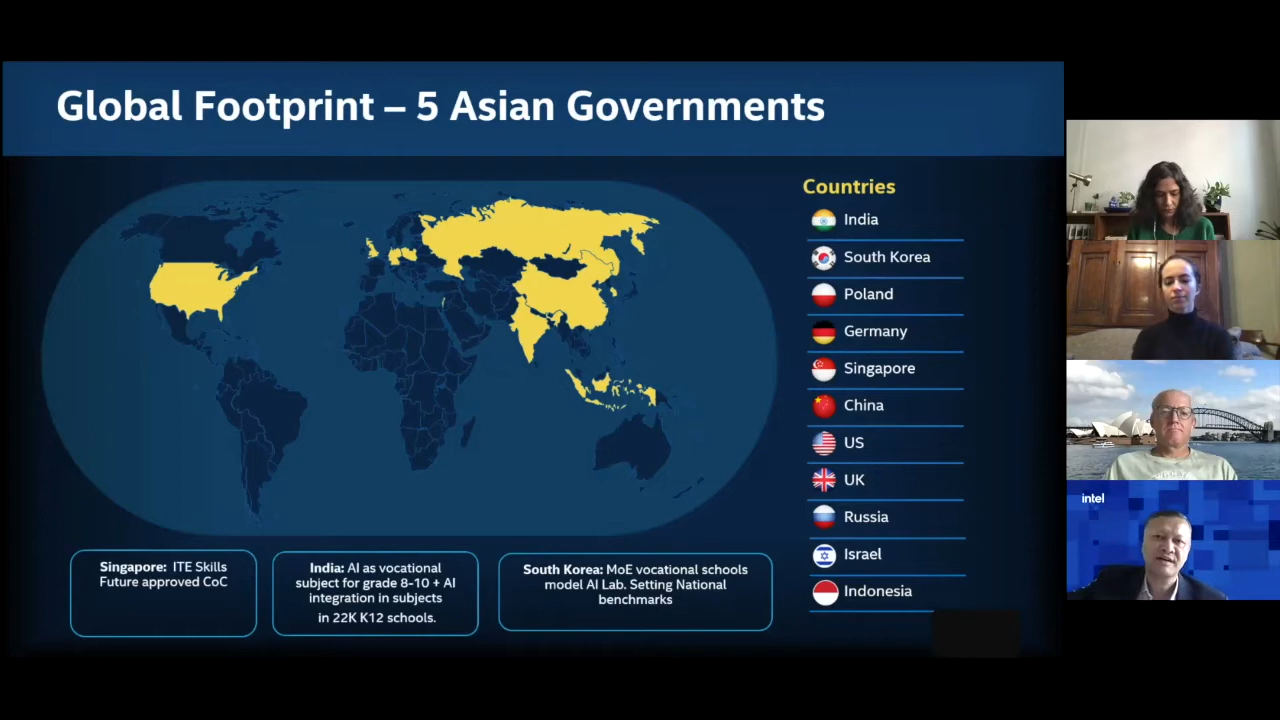 Global Footprint – 5 Asian Governments
Countries
India
South Korea
Poland
Germany
Singapore
China
US
UK
Russia
Israel
Indonesia
Singapore: ITE Skills
Future approved CoC
India: AI as vocational
subject for grade 8-10 + AI
integration in subjects
in 22K K12 schools.
South Korea: MoE vocational schools
model AI Lab. Setting National
benchmarks
intel